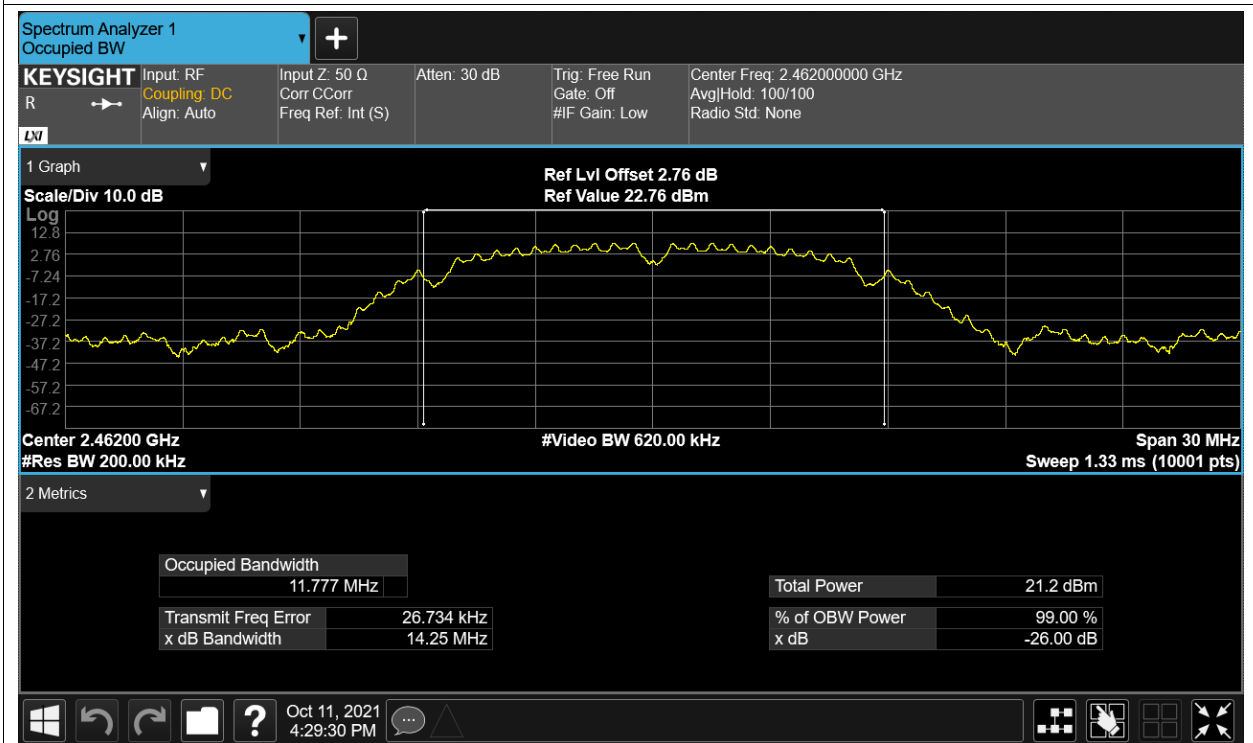 Spectrum Analyzer 1
Occupied BW
+
KEYSIGHT
R
LXI
Input: RF
Coupling: DC
Align: Auto
Input Z: 50 Ω
Corr CCorr
Freq Ref: Int (S)
Atten: 30 dB
Trig: Free Run
Gate: Off
#IF Gain: Low
Center Freq: 2.462000000 GHz
Avg|Hold: 100/100
Radio Std: None
1 Graph
Scale/Div 10.0 dB
Ref Lvl Offset 2.76 dB
Ref Value 22.76 dBm
Log
12.8
2.76
-7.24
-17.2
-27.2
-37.2
-47.2
-57.2
-67.2
Center 2.46200 GHz
#Res BW 200.00 kHz
#Video BW 620.00 kHz
Span 30 MHz
Sweep 1.33 ms (10001 pts)
2 Metrics
Occupied Bandwidth
11.777 MHz
Transmit Freq Error 26.734 kHz
x dB Bandwidth 14.25 MHz
Total Power 21.2 dBm
% of OBW Power 99.00 %
x dB -26.00 dB
?
Oct 11, 2021
4:29:30 PM